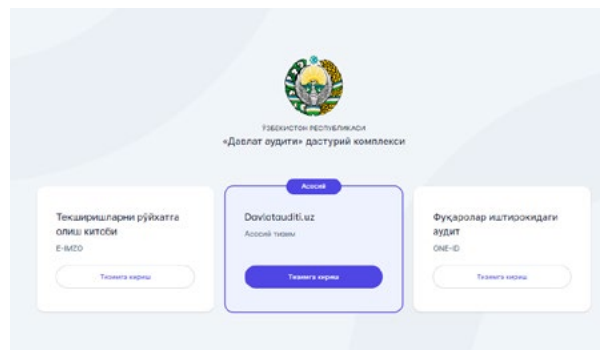 ЎЗБЕКИСТОН РЕСПУБЛИКАСИ
«Давлат аудити» дастурий комплекси
Асосий
Текширишларни рўйхатга
олиш китоби
E-IMZO
Тизимга кириш
Davlatauditi.uz
Асосий тизим
Тизимга кириш
Фуқаролар иштирокидаги
аудит
ONE-ID
Тизимга кириш